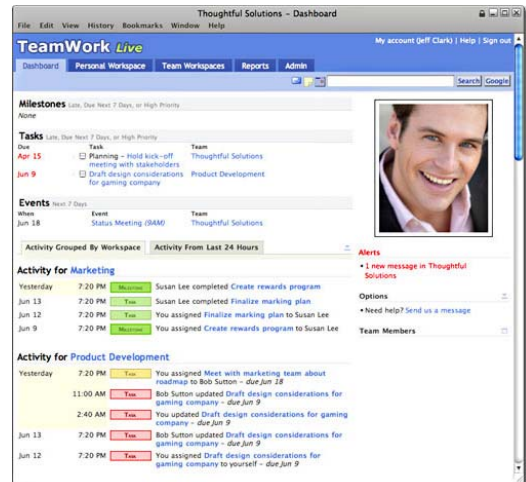 Thoughtful Solutions - Dashboard
File Edit View History Bookmarks Window Help
TeamWork Live
My account (Jeff Clark) | Help | Sign out
Dashboard Personal Workspace Team Workspaces Reports Admin
Search Google
Milestones Late, Due Next 7 Days, or High Priority
None
Tasks Late, Due Next 7 Days, or High Priority
Due Task Team
Apr 15 Planning - Hold kick-off Thoughtful Solutions
meeting with stakeholders
Jun 9 Draft design considerations Product Development
for gaming company
Events Next 7 Days
When Event Team
Jun 18 Status Meeting (9AM) Thoughtful Solutions
Activity Grouped By Workspace Activity From Last 24 Hours
Activity for Marketing
Yesterday 7:20 PM Milestone Susan Lee completed Create rewards program
Jun 13 7:20 PM Task Susan Lee completed Finalize marking plan
Jun 12 7:20 PM Task You assigned Finalize marking plan to Susan Lee
Jun 9 7:20 PM Milestone You assigned Create rewards program to Susan Lee
Activity for Product Development
Yesterday 7:20 PM Task You assigned Meet with marketing team about
roadmap to Bob Sutton - due Jun 18
11:00 AM Task Bob Sutton updated Draft design considerations for
gaming company - due Jun 9
2:40 AM Task You updated Draft design considerations for gaming
company - due Jun 9
Jun 13 7:20 PM Task Bob Sutton updated Draft design considerations for
gaming company - due Jun 9
Jun 12 7:20 PM Task You assigned Draft design considerations for
gaming company to yourself - due Jun 9
Alerts
• 1 new message in Thoughtful
Solutions
Options
• Need help? Send us a message
Team Members